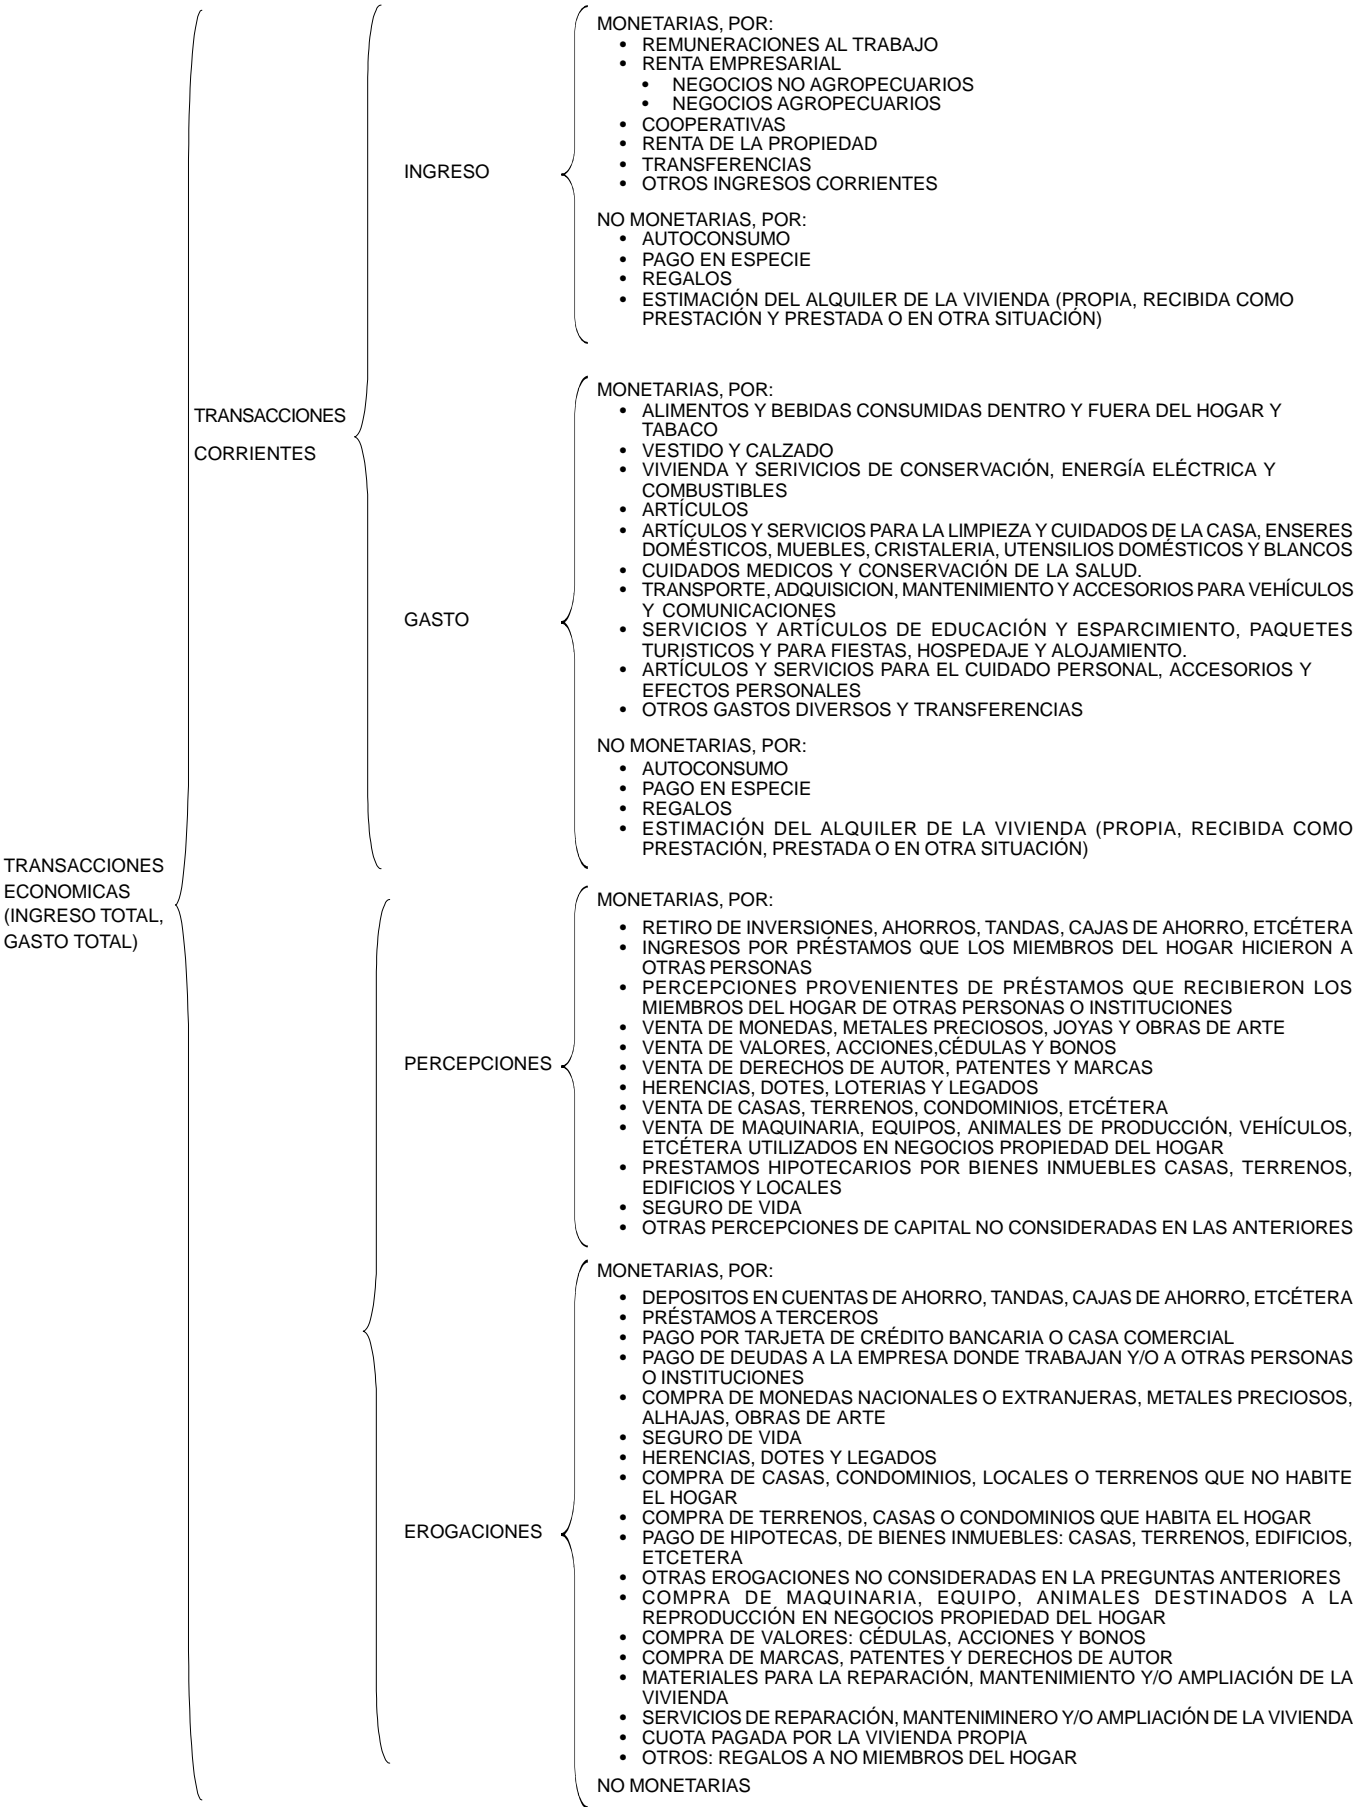 TRANSACCIONES
ECONOMICAS
(INGRESO TOTAL,
GASTO TOTAL)
TRANSACCIONES
CORRIENTES
INGRESO
MONETARIAS, POR:
• REMUNERACIONES AL TRABAJO
• RENTA EMPRESARIAL
• NEGOCIOS NO AGROPECUARIOS
• NEGOCIOS AGROPECUARIOS
• COOPERATIVAS
• RENTA DE LA PROPIEDAD
• TRANSFERENCIAS
• OTROS INGRESOS CORRIENTES
NO MONETARIAS, POR:
• AUTOCONSUMO
• PAGO EN ESPECIE
• REGALOS
• ESTIMACIÓN DEL ALQUILER DE LA VIVIENDA (PROPIA, RECIBIDA COMO
PRESTACIÓN Y PRESTADA O EN OTRA SITUACIÓN)
GASTO
MONETARIAS, POR:
• ALIMENTOS Y BEBIDAS CONSUMIDAS DENTRO Y FUERA DEL HOGAR Y
TABACO
• VESTIDO Y CALZADO
• VIVIENDA Y SERIVICIOS DE CONSERVACIÓN, ENERGÍA ELÉCTRICA Y
COMBUSTIBLES
• ARTÍCULOS
• ARTÍCULOS Y SERVICIOS PARA LA LIMPIEZA Y CUIDADOS DE LA CASA, ENSERES
DOMÉSTICOS, MUEBLES, CRISTALERIA, UTENSILIOS DOMÉSTICOS Y BLANCOS
• CUIDADOS MEDICOS Y CONSERVACIÓN DE LA SALUD.
• TRANSPORTE, ADQUISICION, MANTENIMIENTO Y ACCESORIOS PARA VEHÍCULOS
Y COMUNICACIONES
• SERVICIOS Y ARTÍCULOS DE EDUCACIÓN Y ESPARCIMIENTO, PAQUETES
TURISTICOS Y PARA FIESTAS, HOSPEDAJE Y ALOJAMIENTO.
• ARTÍCULOS Y SERVICIOS PARA EL CUIDADO PERSONAL, ACCESORIOS Y
EFECTOS PERSONALES
• OTROS GASTOS DIVERSOS Y TRANSFERENCIAS
NO MONETARIAS, POR:
• AUTOCONSUMO
• PAGO EN ESPECIE
• REGALOS
• ESTIMACIÓN DEL ALQUILER DE LA VIVIENDA (PROPIA, RECIBIDA COMO
PRESTACIÓN, PRESTADA O EN OTRA SITUACIÓN)
PERCEPCIONES
MONETARIAS, POR:
• RETIRO DE INVERSIONES, AHORROS, TANDAS, CAJAS DE AHORRO, ETCÉTERA
• INGRESOS POR PRÉSTAMOS QUE LOS MIEMBROS DEL HOGAR HICIERON A
OTRAS PERSONAS
• PERCEPCIONES PROVENIENTES DE PRÉSTAMOS QUE RECIBIERON LOS
MIEMBROS DEL HOGAR DE OTRAS PERSONAS O INSTITUCIONES
• VENTA DE MONEDAS, METALES PRECIOSOS, JOYAS Y OBRAS DE ARTE
• VENTA DE VALORES, ACCIONES,CÉDULAS Y BONOS
• VENTA DE DERECHOS DE AUTOR, PATENTES Y MARCAS
• HERENCIAS, DOTES, LOTERIAS Y LEGADOS
• VENTA DE CASAS, TERRENOS, CONDOMINIOS, ETCÉTERA
• VENTA DE MAQUINARIA, EQUIPOS, ANIMALES DE PRODUCCIÓN, VEHÍCULOS,
ETCÉTERA UTILIZADOS EN NEGOCIOS PROPIEDAD DEL HOGAR
• PRESTAMOS HIPOTECARIOS POR BIENES INMUEBLES CASAS, TERRENOS,
EDIFICIOS Y LOCALES
• SEGURO DE VIDA
• OTRAS PERCEPCIONES DE CAPITAL NO CONSIDERADAS EN LAS ANTERIORES
EROGACIONES
MONETARIAS, POR:
• DEPOSITOS EN CUENTAS DE AHORRO, TANDAS, CAJAS DE AHORRO, ETCÉTERA
• PRÉSTAMOS A TERCEROS
• PAGO POR TARJETA DE CRÉDITO BANCARIA O CASA COMERCIAL
• PAGO DE DEUDAS A LA EMPRESA DONDE TRABAJAN Y/O A OTRAS PERSONAS
O INSTITUCIONES
• COMPRA DE MONEDAS NACIONALES O EXTRANJERAS, METALES PRECIOSOS,
ALHAJAS, OBRAS DE ARTE
• SEGURO DE VIDA
• HERENCIAS, DOTES Y LEGADOS
• COMPRA DE CASAS, CONDOMINIOS, LOCALES O TERRENOS QUE NO HABITE
EL HOGAR
• COMPRA DE TERRENOS, CASAS O CONDOMINIOS QUE HABITA EL HOGAR
• PAGO DE HIPOTECAS, DE BIENES INMUEBLES: CASAS, TERRENOS, EDIFICIOS,
ETCETERA
• OTRAS EROGACIONES NO CONSIDERADAS EN LA PREGUNTAS ANTERIORES
• COMPRA DE MAQUINARIA, EQUIPO, ANIMALES DESTINADOS A LA
REPRODUCCIÓN EN NEGOCIOS PROPIEDAD DEL HOGAR
• COMPRA DE VALORES: CÉDULAS, ACCIONES Y BONOS
• COMPRA DE MARCAS, PATENTES Y DERECHOS DE AUTOR
• MATERIALES PARA LA REPARACIÓN, MANTENIMIENTO Y/O AMPLIACIÓN DE LA
VIVIENDA
• SERVICIOS DE REPARACIÓN, MANTENIMINERO Y/O AMPLIACIÓN DE LA VIVIENDA
• CUOTA PAGADA POR LA VIVIENDA PROPIA
• OTROS: REGALOS A NO MIEMBROS DEL HOGAR
NO MONETARIAS